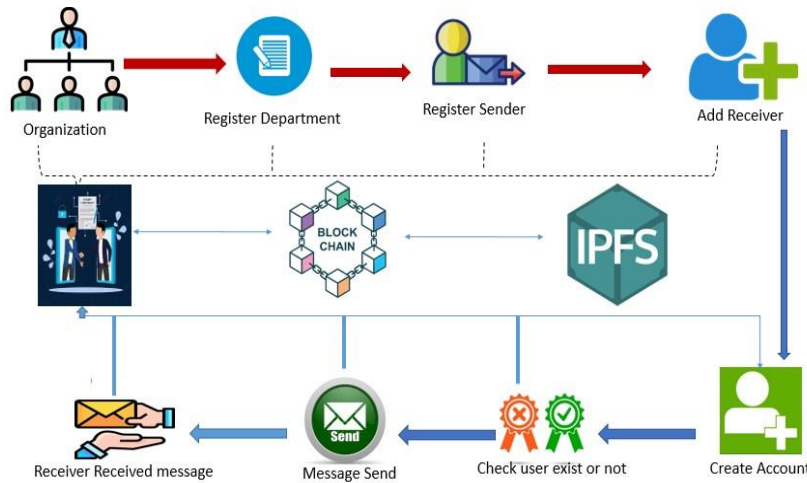 Organization
Register Department
Register Sender
Add Receiver
BLOCK
CHAIN
IPFS
Send
Receiver Received message
Message Send
Check user exist or not
Create Account